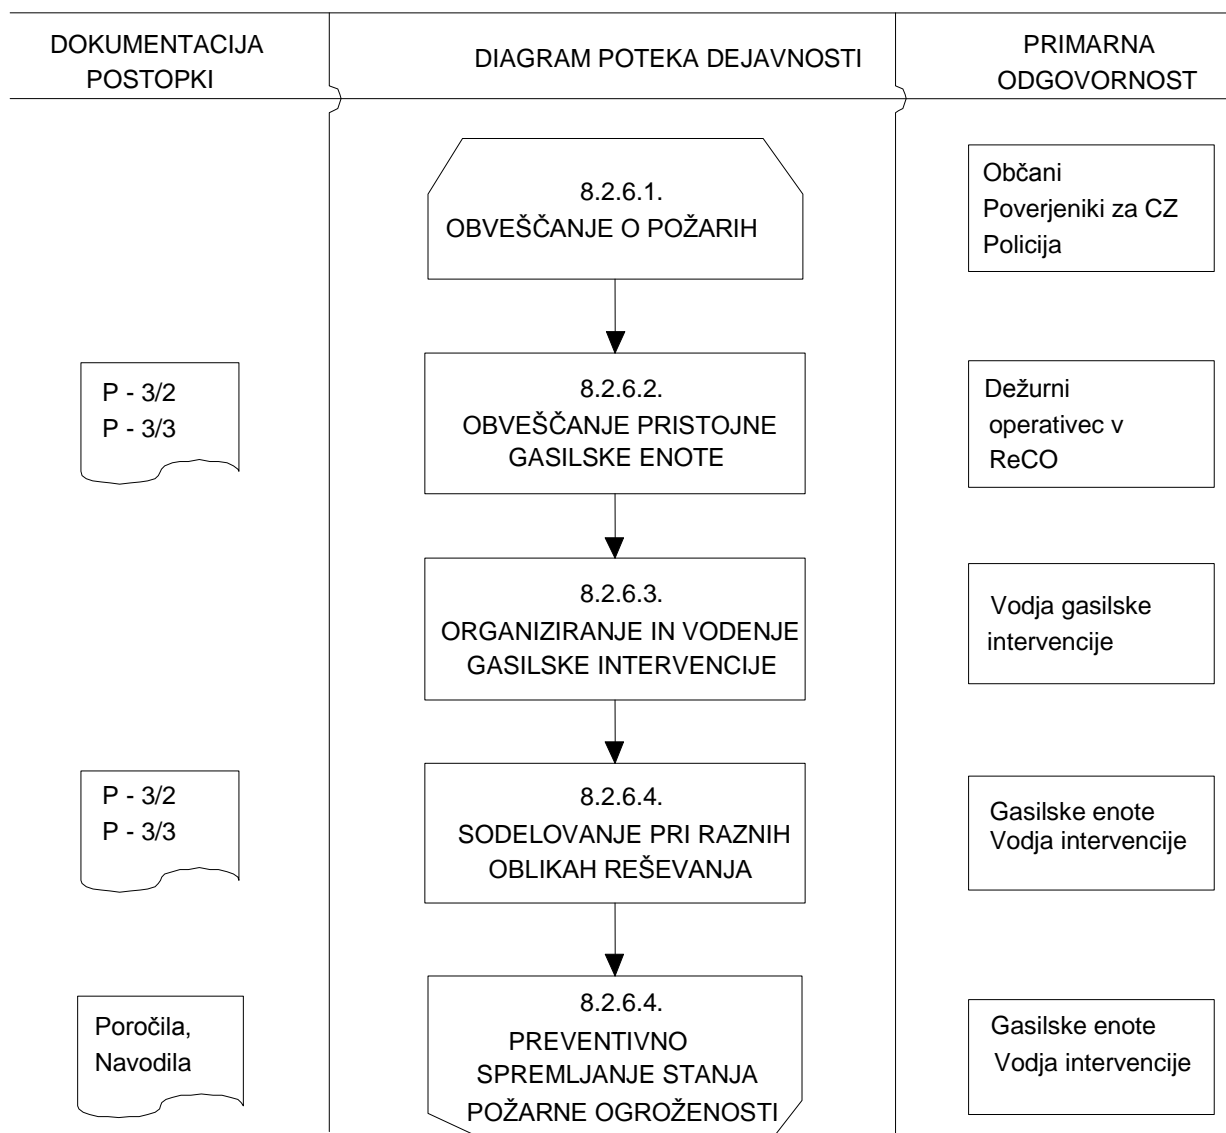 DOKUMENTACIJA
POSTOPKI
DIAGRAM POTEKA DEJAVNOSTI
PRIMARNA
ODGOVORNOST
8.2.6.1.
OBVEŠČANJE O POŽARIH
Občani
Poverjeniki za CZ
Policija
P - 3/2
P - 3/3
8.2.6.2.
OBVEŠČANJE PRISTOJNE
GASILSKE ENOTE
Dežurni
operativec v
ReCO
8.2.6.3.
ORGANIZIRANJE IN VODENJE
GASILSKE INTERVENCIJE
Vodja gasilske
intervencije
P - 3/2
P - 3/3
8.2.6.4.
SODELOVANJE PRI RAZNIH
OBLIKAH REŠEVANJA
Gasilske enote
Vodja intervencije
Poročila,
Navodila
8.2.6.4.
PREVENTIVNO
SPREMLJANJE STANJA
POŽARNE OGROŽENOSTI
Gasilske enote
Vodja intervencije